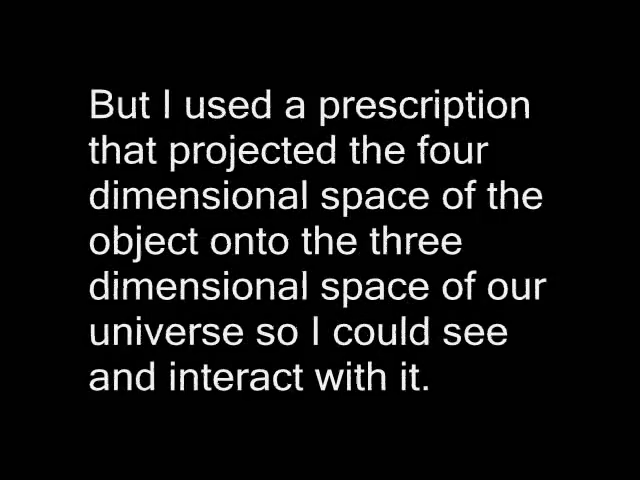 But I used a prescription
that projected the four
dimensional space of the
object onto the three
dimensional space of our
universe so I could see
and interact with it.